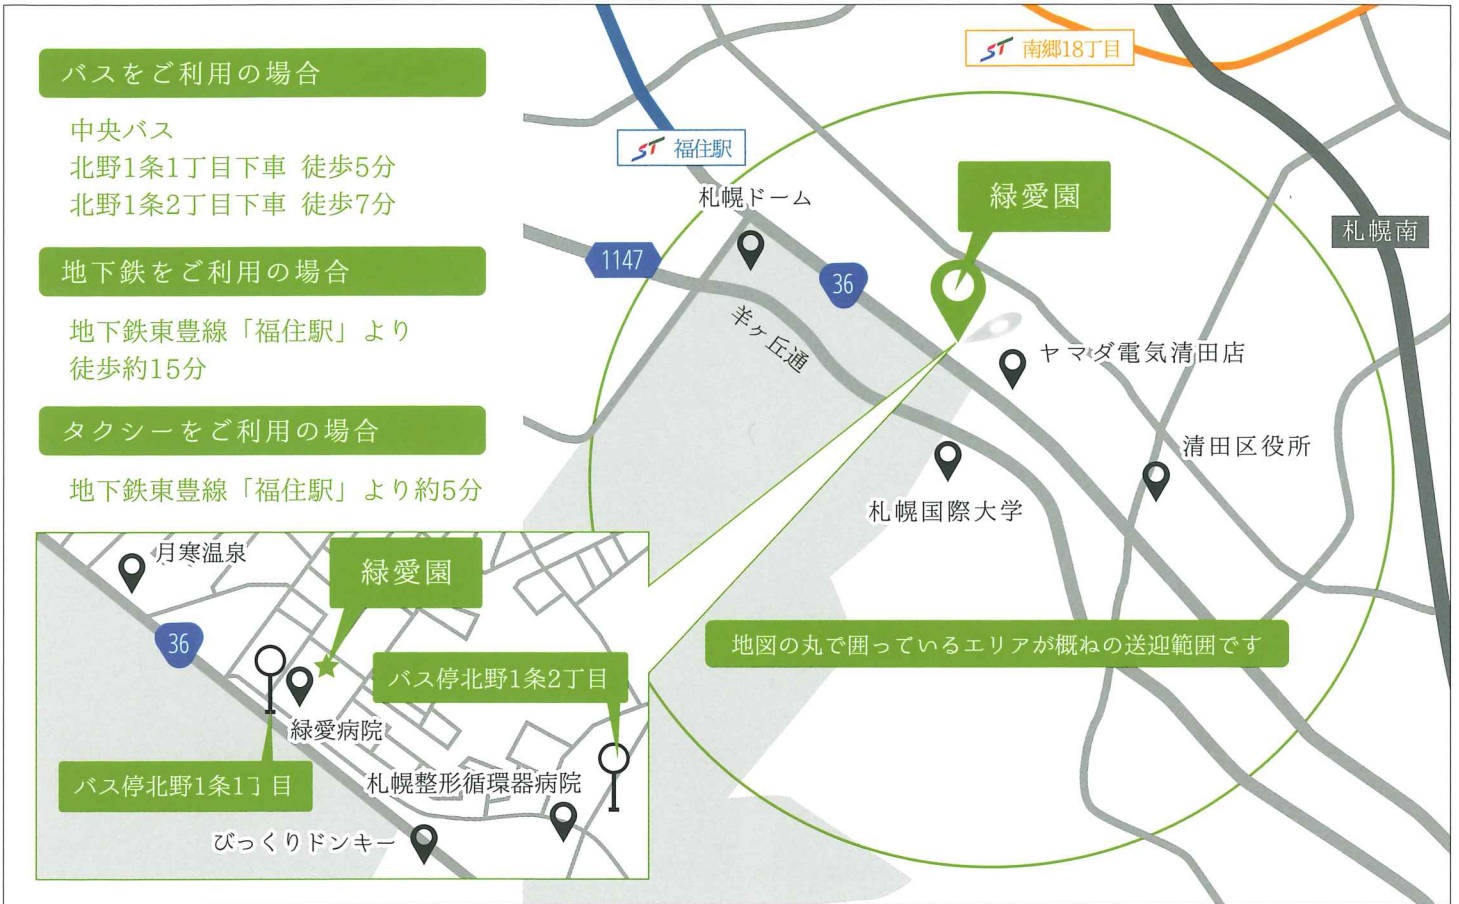 バスをご利用の場合
中央バス
北野1条1丁目下車 徒歩5分
北野1条2丁目下車 徒歩7分
地下鉄をご利用の場合
地下鉄東豊線「福住駅」より
徒歩約15分
タクシーをご利用の場合
地下鉄東豊線「福住駅」より約5分
ST 南郷18丁目
ST 福住駅
札幌ドーム
緑愛園
札幌南
1147
36
羊ヶ丘通
ヤマダ電気清田店
清田区役所
札幌国際大学
地図の丸で囲っているエリアが概ねの送迎範囲です
月寒温泉
緑愛園
36
バス停北野1条2丁目
緑愛病院
バス停北野1条1丁目
札幌整形循環器病院
びっくりドンキー